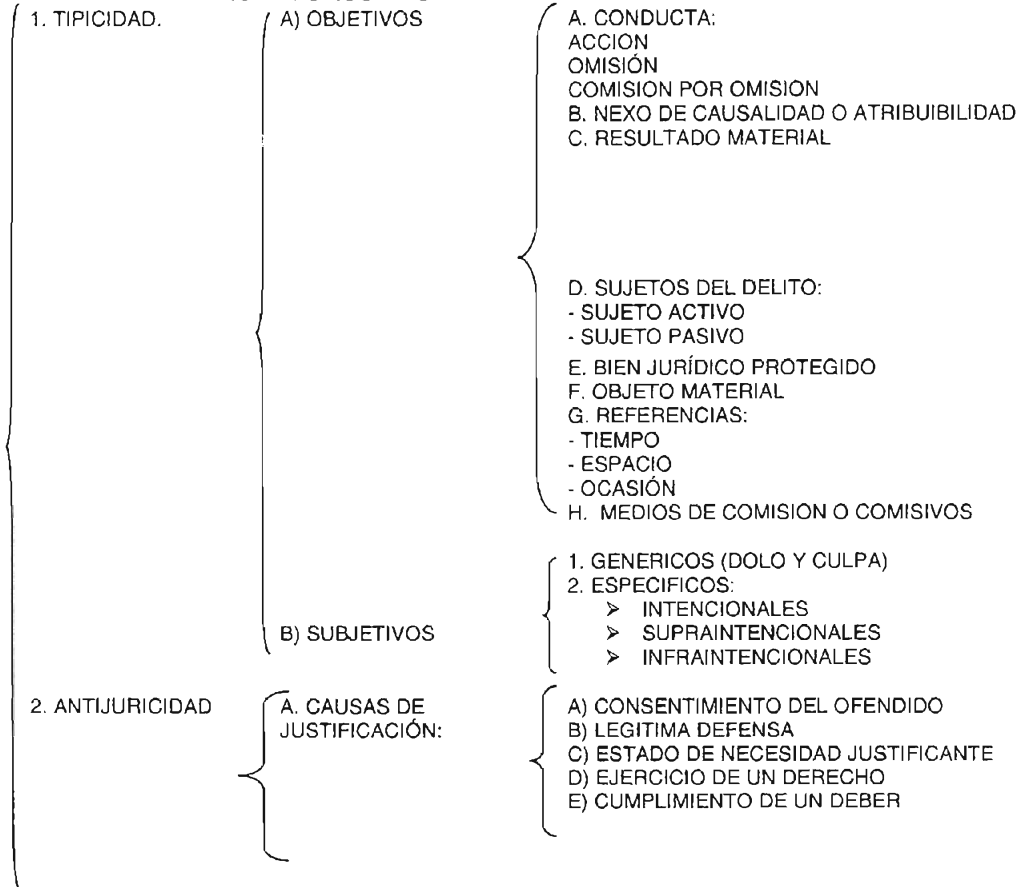 1. TIPICIDAD.
A) OBJETIVOS
A. CONDUCTA:
ACCION
OMISIÓN
COMISION POR OMISION
B. NEXO DE CAUSALIDAD O ATRIBUIBILIDAD
C. RESULTADO MATERIAL
D. SUJETOS DEL DELITO:
- SUJETO ACTIVO
- SUJETO PASIVO
E. BIEN JURÍDICO PROTEGIDO
F. OBJETO MATERIAL
G. REFERENCIAS:
- TIEMPO
- ESPACIO
- OCASIÓN
H. MEDIOS DE COMISION O COMISIVOS
B) SUBJETIVOS
1. GENERICOS (DOLO Y CULPA)
2. ESPECIFICOS:
➢ INTENCIONALES
➢ SUPRAINTENCIONALES
➢ INFRAINTENCIONALES
2. ANTIJURICIDAD
A. CAUSAS DE
JUSTIFICACIÓN:
A) CONSENTIMIENTO DEL OFENDIDO
B) LEGITIMA DEFENSA
C) ESTADO DE NECESIDAD JUSTIFICANTE
D) EJERCICIO DE UN DERECHO
E) CUMPLIMIENTO DE UN DEBER